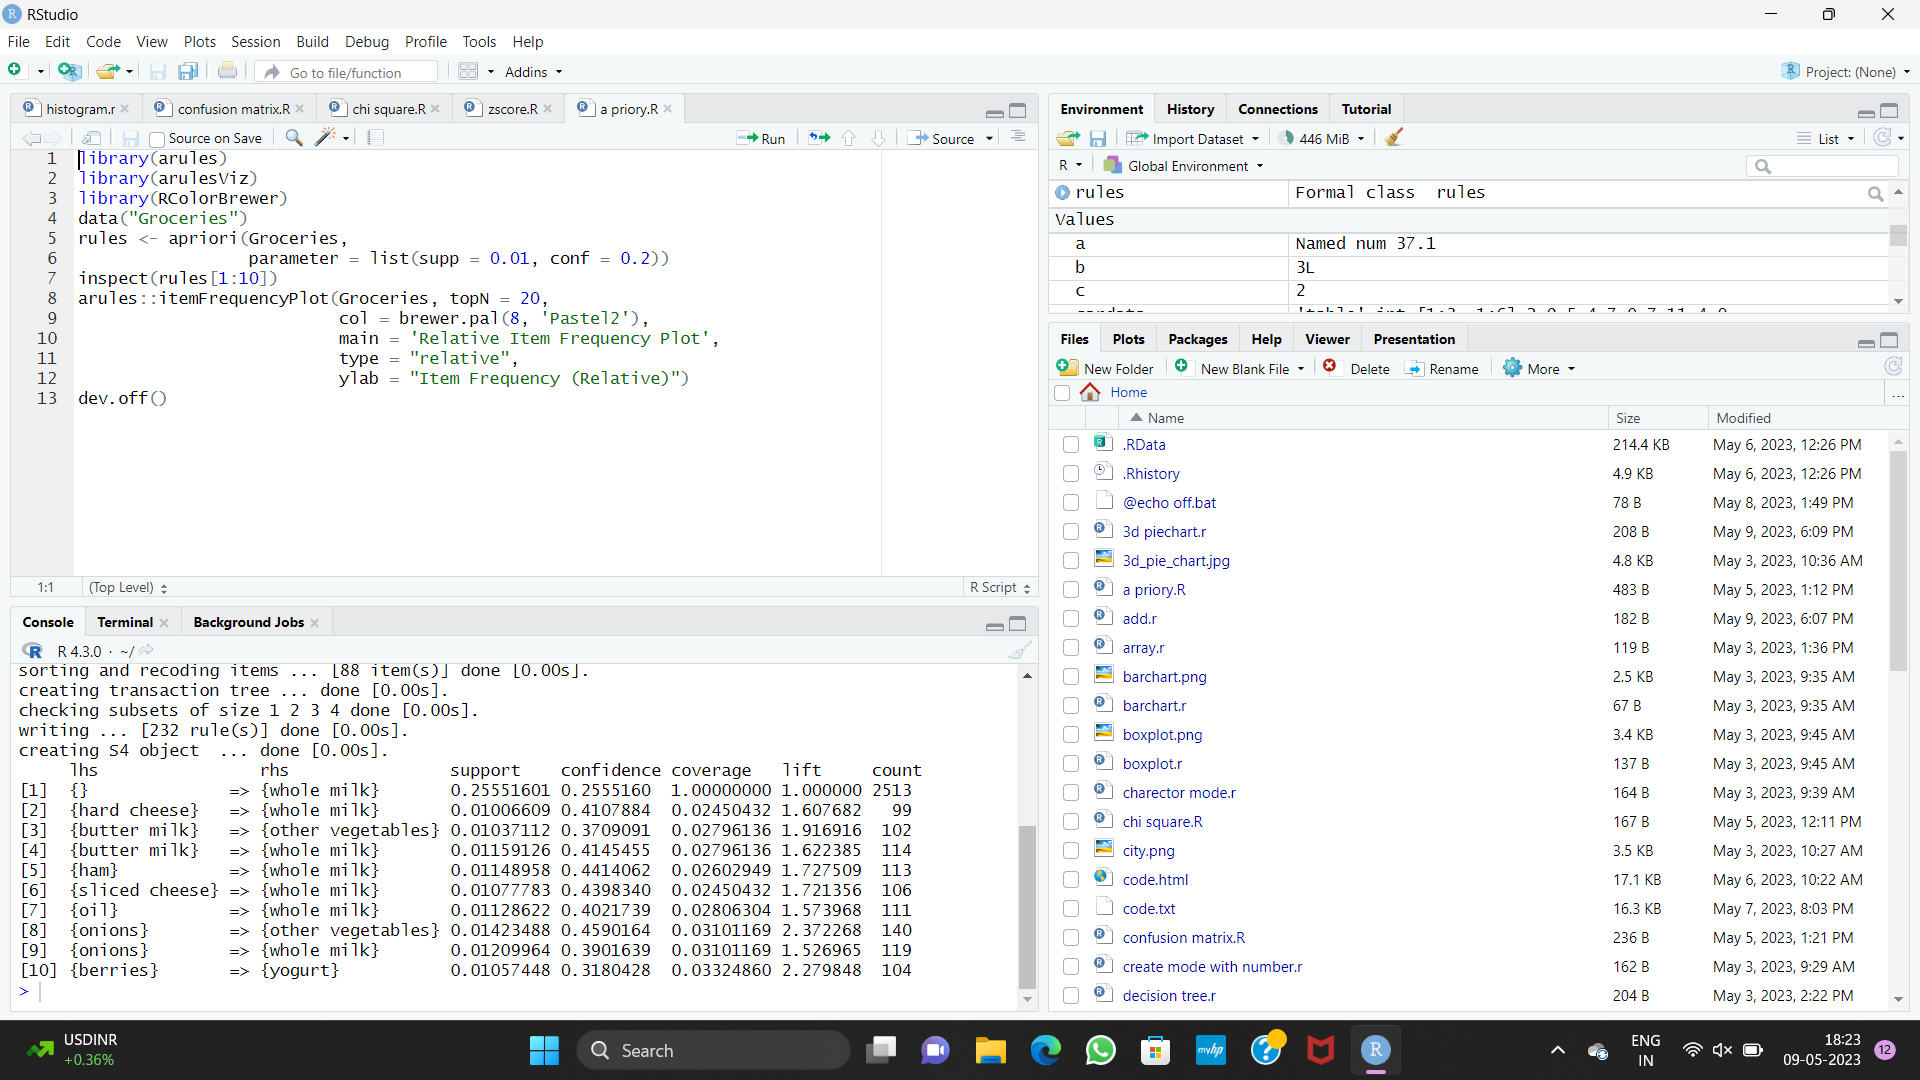 RStudio
File Edit Code View Plots Session Build Debug Profile Tools Help
Go to file/function Addins Project: (None)
histogram.r confusion matrix.R chi square.R zscore.R a priory.R
Source on Save Run Source
1 library(arules)
2 library(arulesViz)
3 library(RColorBrewer)
4 data("Groceries")
5 rules <- apriori(Groceries,
6 parameter = list(supp = 0.01, conf = 0.2))
7 inspect(rules[1:10])
8 arules::itemFrequencyPlot(Groceries, topN = 20,
9 col = brewer.pal(8, 'Pastel2'),
10 main = 'Relative Item Frequency Plot',
11 type = "relative",
12 ylab = "Item Frequency (Relative)")
13 dev.off()
1:1 (Top Level) R Script
Console Terminal Background Jobs
R 4.3.0 · ~/
sorting and recoding items ... [88 item(s)] done [0.00s].
creating transaction tree ... done [0.00s].
checking subsets of size 1 2 3 4 done [0.00s].
writing ... [232 rule(s)] done [0.00s].
creating S4 object ... done [0.00s].
lhs rhs support confidence coverage lift count
[1] {} => {whole milk} 0.25551601 0.2555160 1.00000000 1.000000 2513
[2] {hard cheese} => {whole milk} 0.01006609 0.4107884 0.02450432 1.607682 99
[3] {butter milk} => {other vegetables} 0.01037112 0.3709091 0.02796136 1.916916 102
[4] {butter milk} => {whole milk} 0.01159126 0.4145455 0.02796136 1.622385 114
[5] {ham} => {whole milk} 0.01148958 0.4414062 0.02602949 1.727509 113
[6] {sliced cheese} => {whole milk} 0.01077783 0.4398340 0.02450432 1.721356 106
[7] {oil} => {whole milk} 0.01128622 0.4021739 0.02806304 1.573968 111
[8] {onions} => {other vegetables} 0.01423488 0.4590164 0.03101169 2.372268 140
[9] {onions} => {whole milk} 0.01209964 0.3901639 0.03101169 1.526965 119
[10] {berries} => {yogurt} 0.01057448 0.3180428 0.03324860 2.279848 104
>
Environment History Connections Tutorial
Import Dataset 446 MiB List
R Global Environment
rules Formal class rules
Values
a Named num 37.1
b 3L
c 2
Files Plots Packages Help Viewer Presentation
New Folder New Blank File Delete Rename More
Home ...
Name Size Modified
.RData 214.4 KB May 6, 2023, 12:26 PM
.Rhistory 4.9 KB May 6, 2023, 12:26 PM
@echo off.bat 78 B May 8, 2023, 1:49 PM
3d piechart.r 208 B May 9, 2023, 6:09 PM
3d_pie_chart.jpg 4.8 KB May 3, 2023, 10:36 AM
a priory.R 483 B May 5, 2023, 1:12 PM
add.r 182 B May 9, 2023, 6:07 PM
array.r 119 B May 3, 2023, 1:36 PM
barchart.png 2.5 KB May 3, 2023, 9:35 AM
barchart.r 67 B May 3, 2023, 9:35 AM
boxplot.png 3.4 KB May 3, 2023, 9:45 AM
boxplot.r 137 B May 3, 2023, 9:45 AM
charector mode.r 164 B May 3, 2023, 9:39 AM
chi square.R 167 B May 5, 2023, 12:11 PM
city.png 3.5 KB May 3, 2023, 10:27 AM
code.html 17.1 KB May 6, 2023, 10:22 AM
code.txt 16.3 KB May 7, 2023, 8:03 PM
confusion matrix.R 236 B May 5, 2023, 1:21 PM
create mode with number.r 162 B May 3, 2023, 9:29 AM
decision tree.r 204 B May 3, 2023, 2:22 PM
USDINR
+0.36%
Search
myhp
ENG
IN
18:23
09-05-2023
12